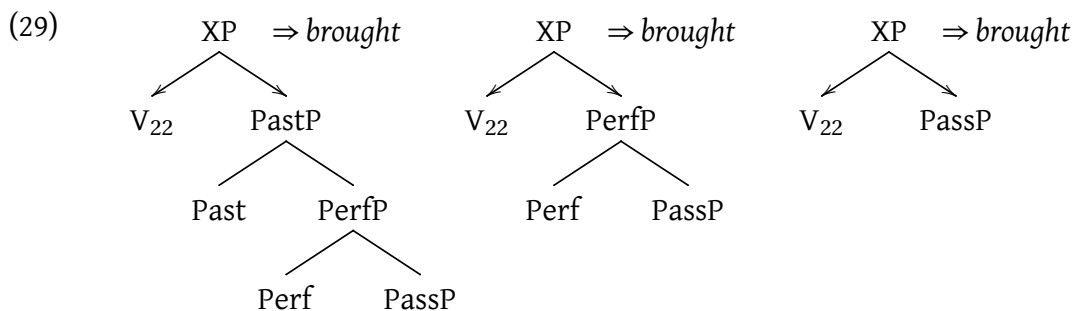 (29) XP ⇒ brought XP ⇒ brought XP ⇒ brought
V22 PastP V22 PerfP V22 PassP
Past PerfP Perf PassP
Perf PassP